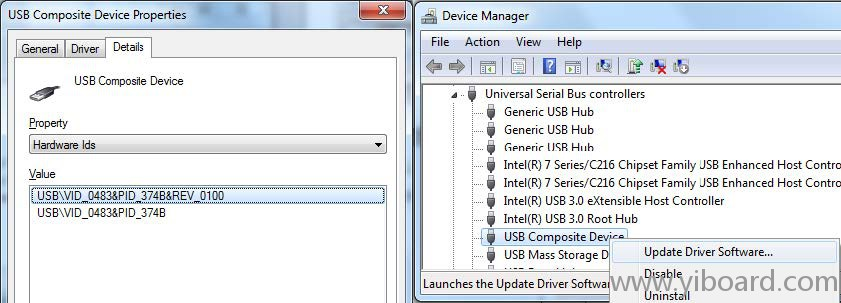 USB Composite Device Properties
General
Driver
Details
USB Composite Device
Property
Hardware Ids
Value
USB\VID_0483&PID_374B&REV_0100
USB\VID_0483&PID_374B
Device Manager
File Action View Help
Universal Serial Bus controllers
Generic USB Hub
Generic USB Hub
Generic USB Hub
Intel(R) 7 Series/C216 Chipset Family USB Enhanced Host Contro
Intel(R) 7 Series/C216 Chipset Family USB Enhanced Host Contro
Intel(R) USB 3.0 eXtensible Host Controller
Intel(R) USB 3.0 Root Hub
USB Composite Device
USB Mass Storage D
Update Driver Software...
Disable
Uninstall
Launches the Update Driver Softwar
www.yiboard.com